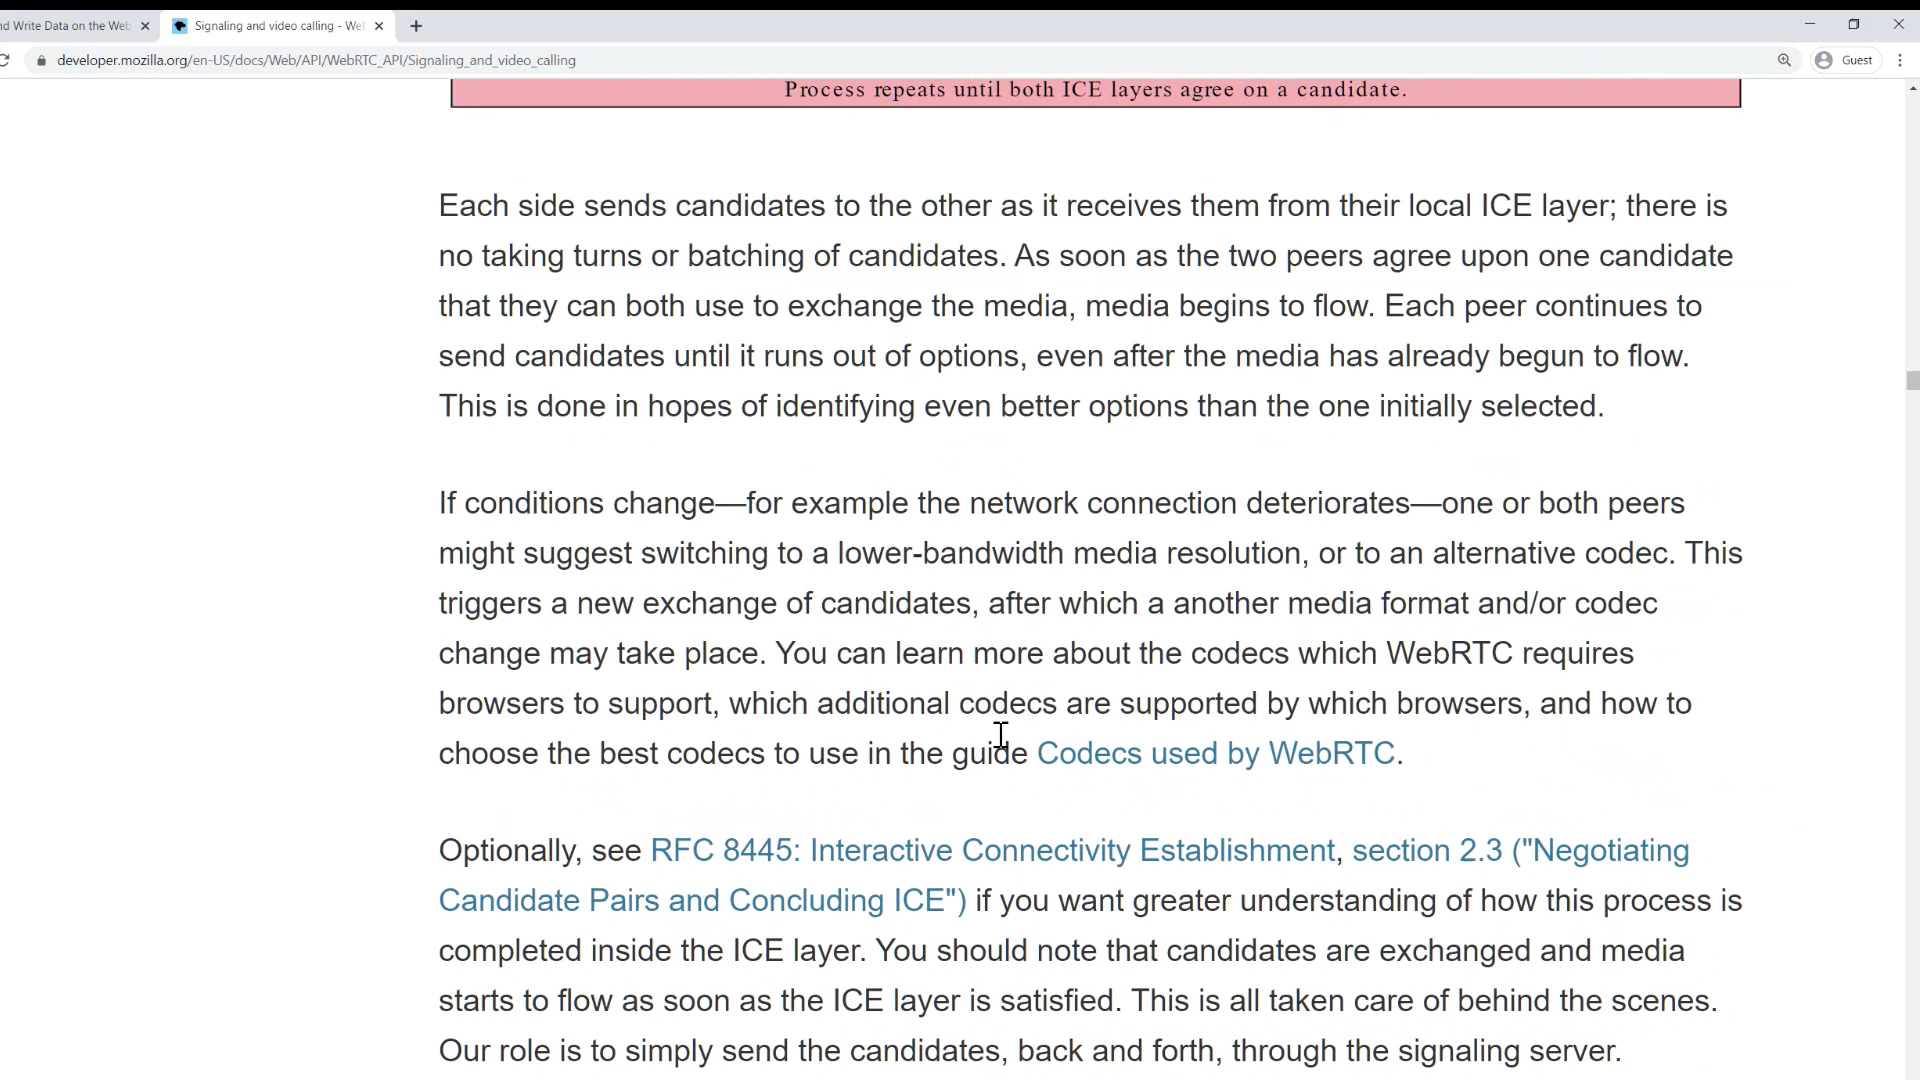 nd Write Data on the Web
Signaling and video calling - We
developer.mozilla.org/en-US/docs/Web/API/WebRTC_API/Signaling_and_video_calling
Guest
Process repeats until both ICE layers agree on a candidate.
Each side sends candidates to the other as it receives them from their local ICE layer; there is
no taking turns or batching of candidates. As soon as the two peers agree upon one candidate
that they can both use to exchange the media, media begins to flow. Each peer continues to
send candidates until it runs out of options, even after the media has already begun to flow.
This is done in hopes of identifying even better options than the one initially selected.
If conditions change—for example the network connection deteriorates—one or both peers
might suggest switching to a lower-bandwidth media resolution, or to an alternative codec. This
triggers a new exchange of candidates, after which a another media format and/or codec
change may take place. You can learn more about the codecs which WebRTC requires
browsers to support, which additional codecs are supported by which browsers, and how to
choose the best codecs to use in the guide Codecs used by WebRTC.
Optionally, see RFC 8445: Interactive Connectivity Establishment, section 2.3 ("Negotiating
Candidate Pairs and Concluding ICE") if you want greater understanding of how this process is
completed inside the ICE layer. You should note that candidates are exchanged and media
starts to flow as soon as the ICE layer is satisfied. This is all taken care of behind the scenes.
Our role is to simply send the candidates, back and forth, through the signaling server.